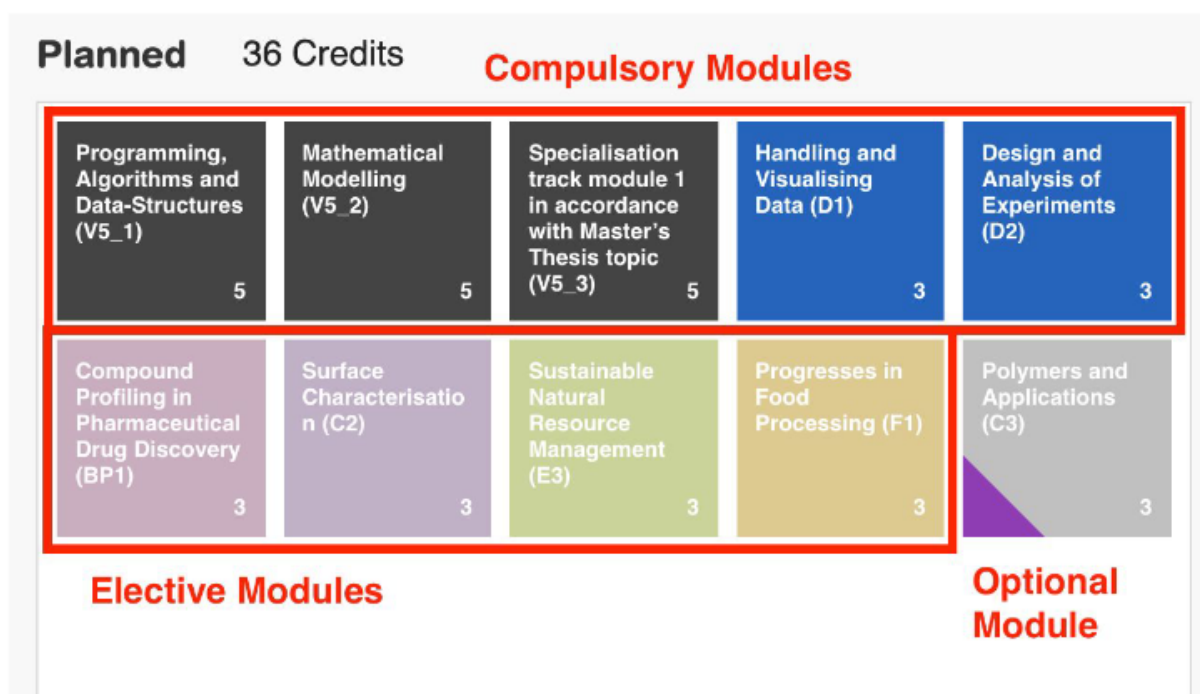 Planned 36 Credits
Compulsory Modules
Programming,
Algorithms and
Data-Structures
(V5_1)
5
Mathematical
Modelling
(V5_2)
5
Specialisation
track module 1
in accordance
with Master's
Thesis topic
(V5_3)
5
Handling and
Visualising
Data (D1)
3
Design and
Analysis of
Experiments
(D2)
3
Compound
Profiling in
Pharmaceutical
Drug Discovery
(BP1)
3
Surface
Characterisatio
n (C2)
3
Sustainable
Natural
Resource
Management
(E3)
3
Progresses in
Food
Processing (F1)
3
Polymers and
Applications
(C3)
3
Elective Modules
Optional
Module